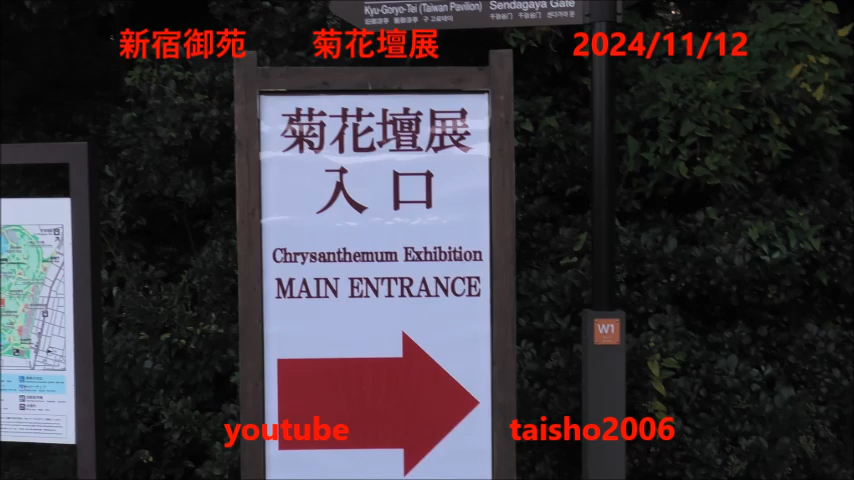 Kyu-Goryo-Tei (Taiwan Pavilion)
Sendagaya Gate
新宿御苑 菊花壇展 2024/11/12
菊花壇展
入口
Chrysanthemum Exhibition
MAIN ENTRANCE
W1
youtube taisho2006